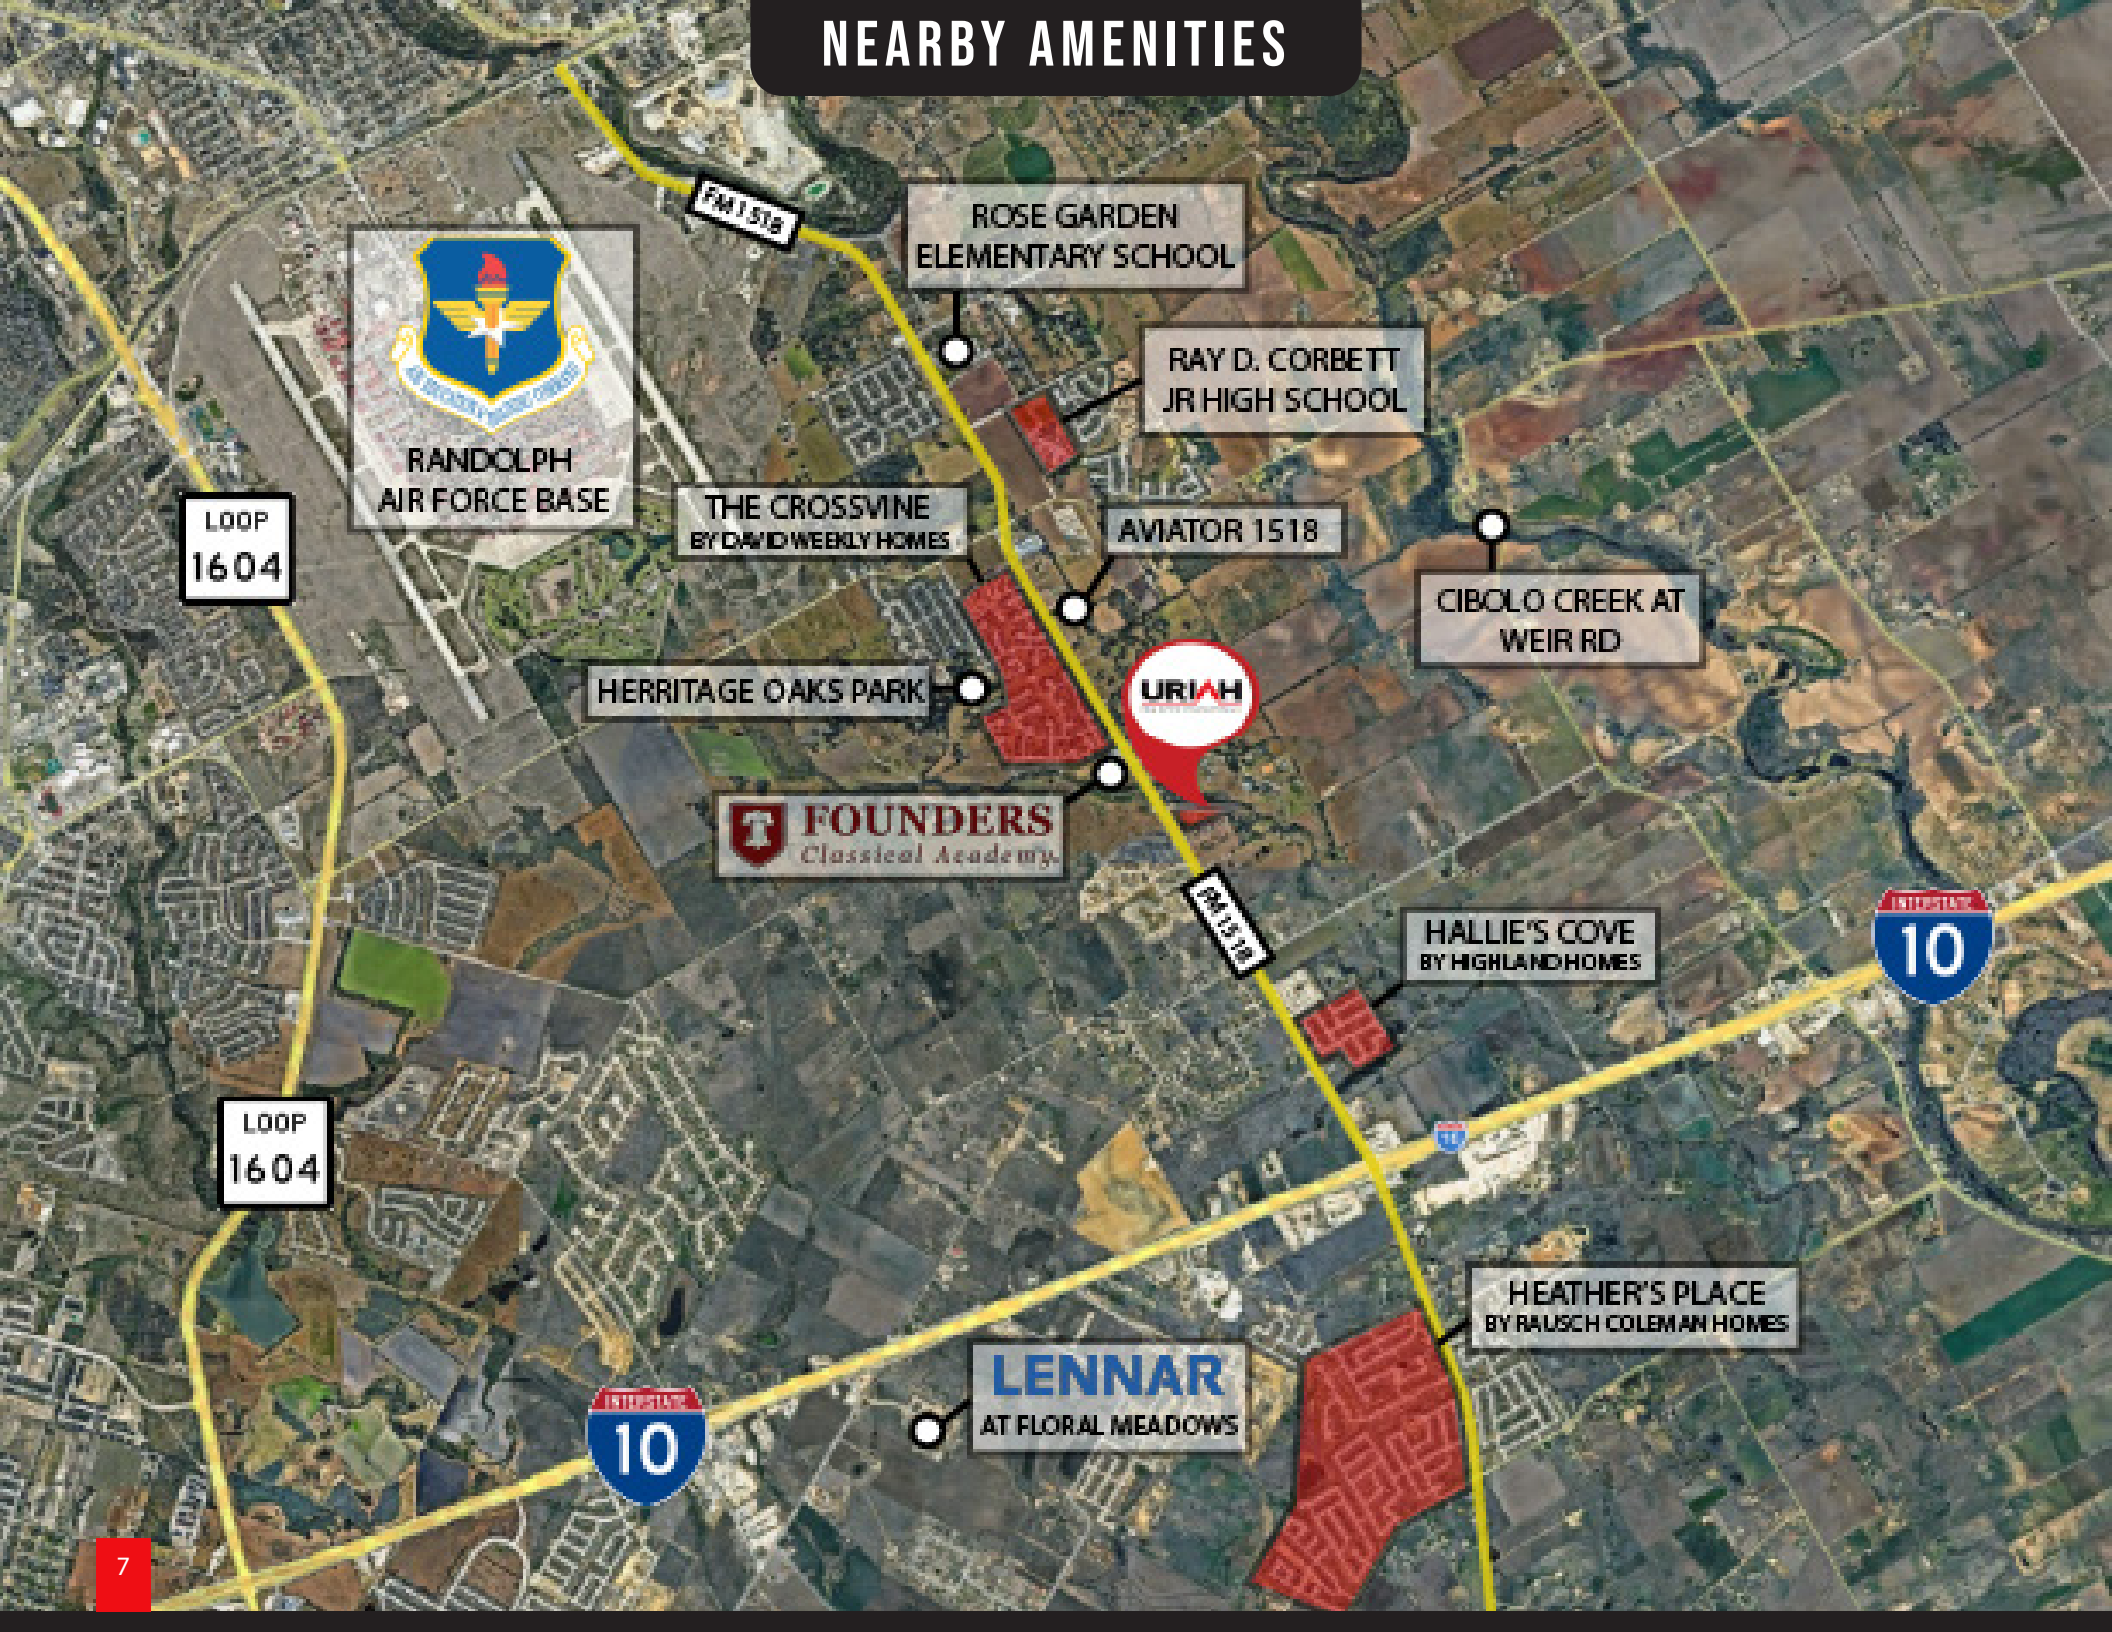 NEARBY AMENITIES
FM 1518
ROSE GARDEN
ELEMENTARY SCHOOL
RAY D. CORBETT
JR HIGH SCHOOL
RANDOLPH
AIR FORCE BASE
LOOP
1604
THE CROSSVINE
BY DAVID WEEKLY HOMES
AVIATOR 1518
CIBOLO CREEK AT
WEIR RD
HERRITAGE OAKS PARK
URIAH
FOUNDERS
Classical Academy
FM 1518
HALLIE'S COVE
BY HIGHLAND HOMES
INTERSTATE
10
LOOP
1604
10
HEATHER'S PLACE
BY RAUSCH COLEMAN HOMES
LENNAR
AT FLORAL MEADOWS
INTERSTATE
10
7